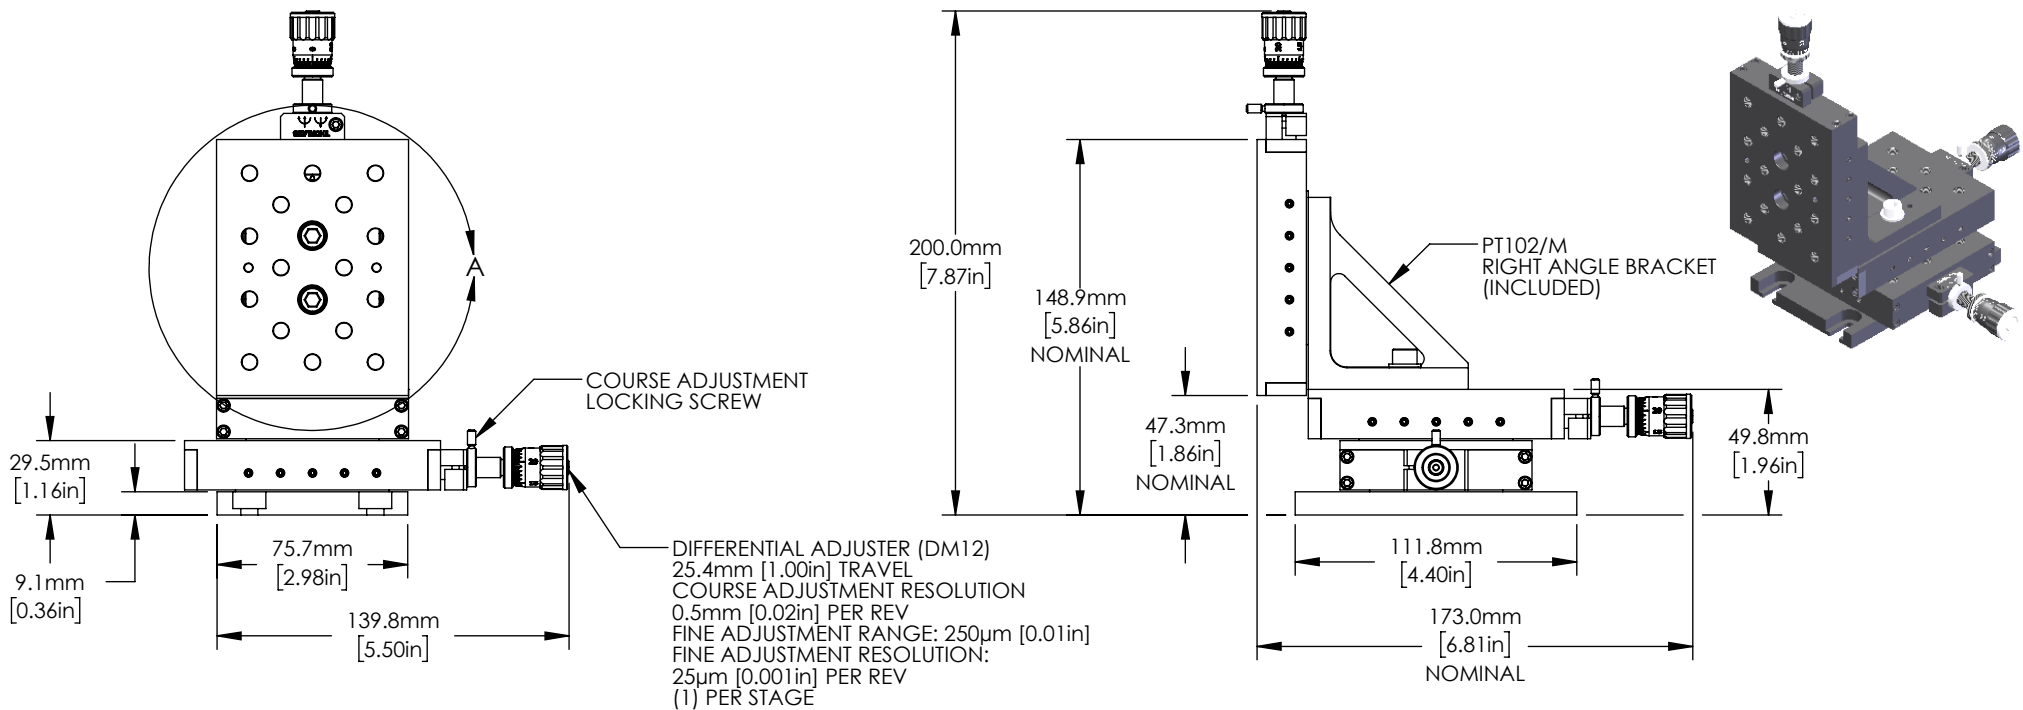 A
COURSE ADJUSTMENT
LOCKING SCREW
29.5mm
[1.16in]
9.1mm
[0.36in]
75.7mm
[2.98in]
139.8mm
[5.50in]
DIFFERENTIAL ADJUSTER (DM12)
25.4mm [1.00in] TRAVEL
COURSE ADJUSTMENT RESOLUTION
0.5mm [0.02in] PER REV
FINE ADJUSTMENT RANGE: 250µm [0.01in]
FINE ADJUSTMENT RESOLUTION:
25µm [0.001in] PER REV
(1) PER STAGE
200.0mm
[7.87in]
148.9mm
[5.86in]
NOMINAL
47.3mm
[1.86in]
NOMINAL
PT102/M
RIGHT ANGLE BRACKET
(INCLUDED)
49.8mm
[1.96in]
111.8mm
[4.40in]
173.0mm
[6.81in]
NOMINAL